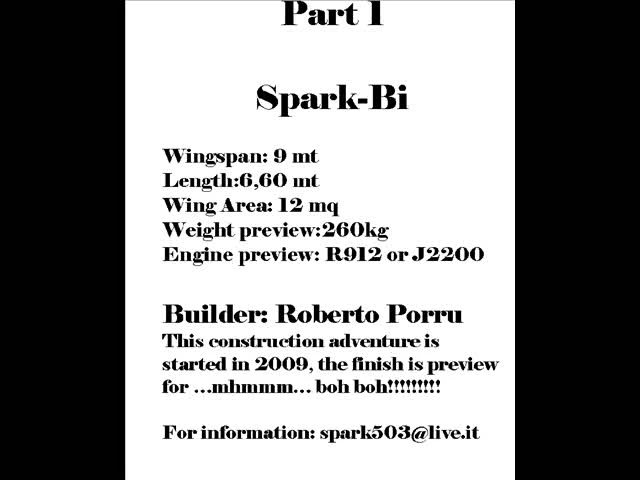 Part 1
Spark-Bi
Wingspan: 9 mt
Length:6,60 mt
Wing Area: 12 mq
Weight preview:260kg
Engine preview: R912 or J2200
Builder: Roberto Porru
This construction adventure is
started in 2009, the finish is preview
for ...mhmmm... boh boh!!!!!!!!!
For information: spark503@live.it